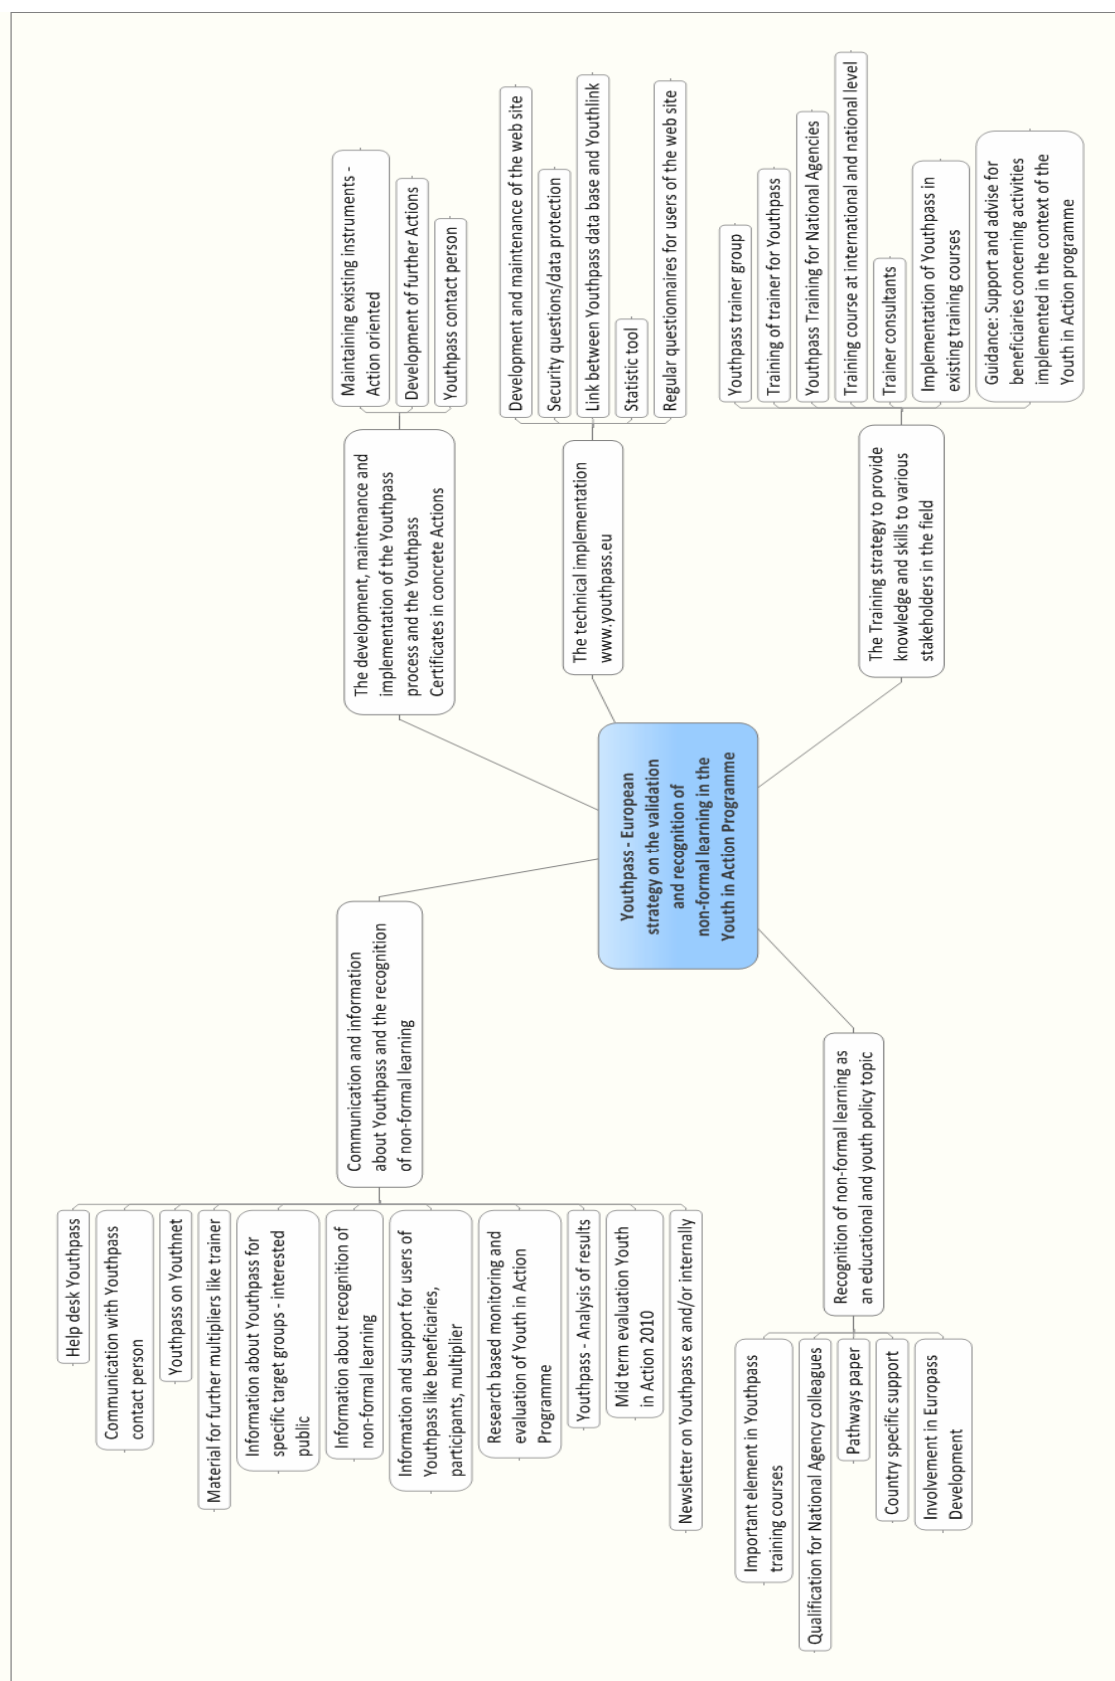 Youthpass - European
strategy on the validation
and recognition of
non-formal learning in the
Youth in Action Programme
Communication and information
about Youthpass and the recognition
of non-formal learning
Help desk Youthpass
Communication with Youthpass
contact person
Youthpass on Youthnet
Material for further multipliers like trainer
Information about Youthpass for
specific target groups - interested
public
Information about recognition of
non-formal learning
Information and support for users of
Youthpass like beneficiaries,
participants, multiplier
Research based monitoring and
evaluation of Youth in Action
Programme
Youthpass - Analysis of results
Mid term evaluation Youth
in Action 2010
Newsletter on Youthpass ex and/or internally
Recognition of non-formal learning as
an educational and youth policy topic
Important element in Youthpass
training courses
Qualification for National Agency colleagues
Pathways paper
Country specific support
Involvement in Europass
Development
The development, maintenance and
implementation of the Youthpass
process and the Youthpass
Certificates in concrete Actions
Maintaining existing instruments -
Action oriented
Development of further Actions
Youthpass contact person
The technical implementation
www.youthpass.eu
Development and maintenance of the web site
Security questions/data protection
Link between Youthpass data base and Youthlink
Statistic tool
Regular questionnaires for users of the web site
The Training strategy to provide
knowledge and skills to various
stakeholders in the field
Youthpass trainer group
Training of trainer for Youthpass
Youthpass Training for National Agencies
Training course at international and national level
Trainer consultants
Implementation of Youthpass in
existing training courses
Guidance: Support and advise for
beneficiaries concerning activities
implemented in the context of the
Youth in Action programme